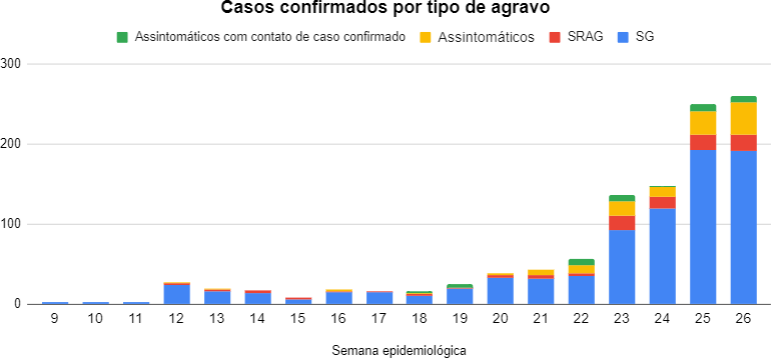 Casos confirmados por tipo de agravo
Assintomáticos com contato de caso confirmado Assintomáticos SRAG SG
300
200
100
0
9 10 11 12 13 14 15 16 17 18 19 20 21 22 23 24 25 26
Semana epidemiológica